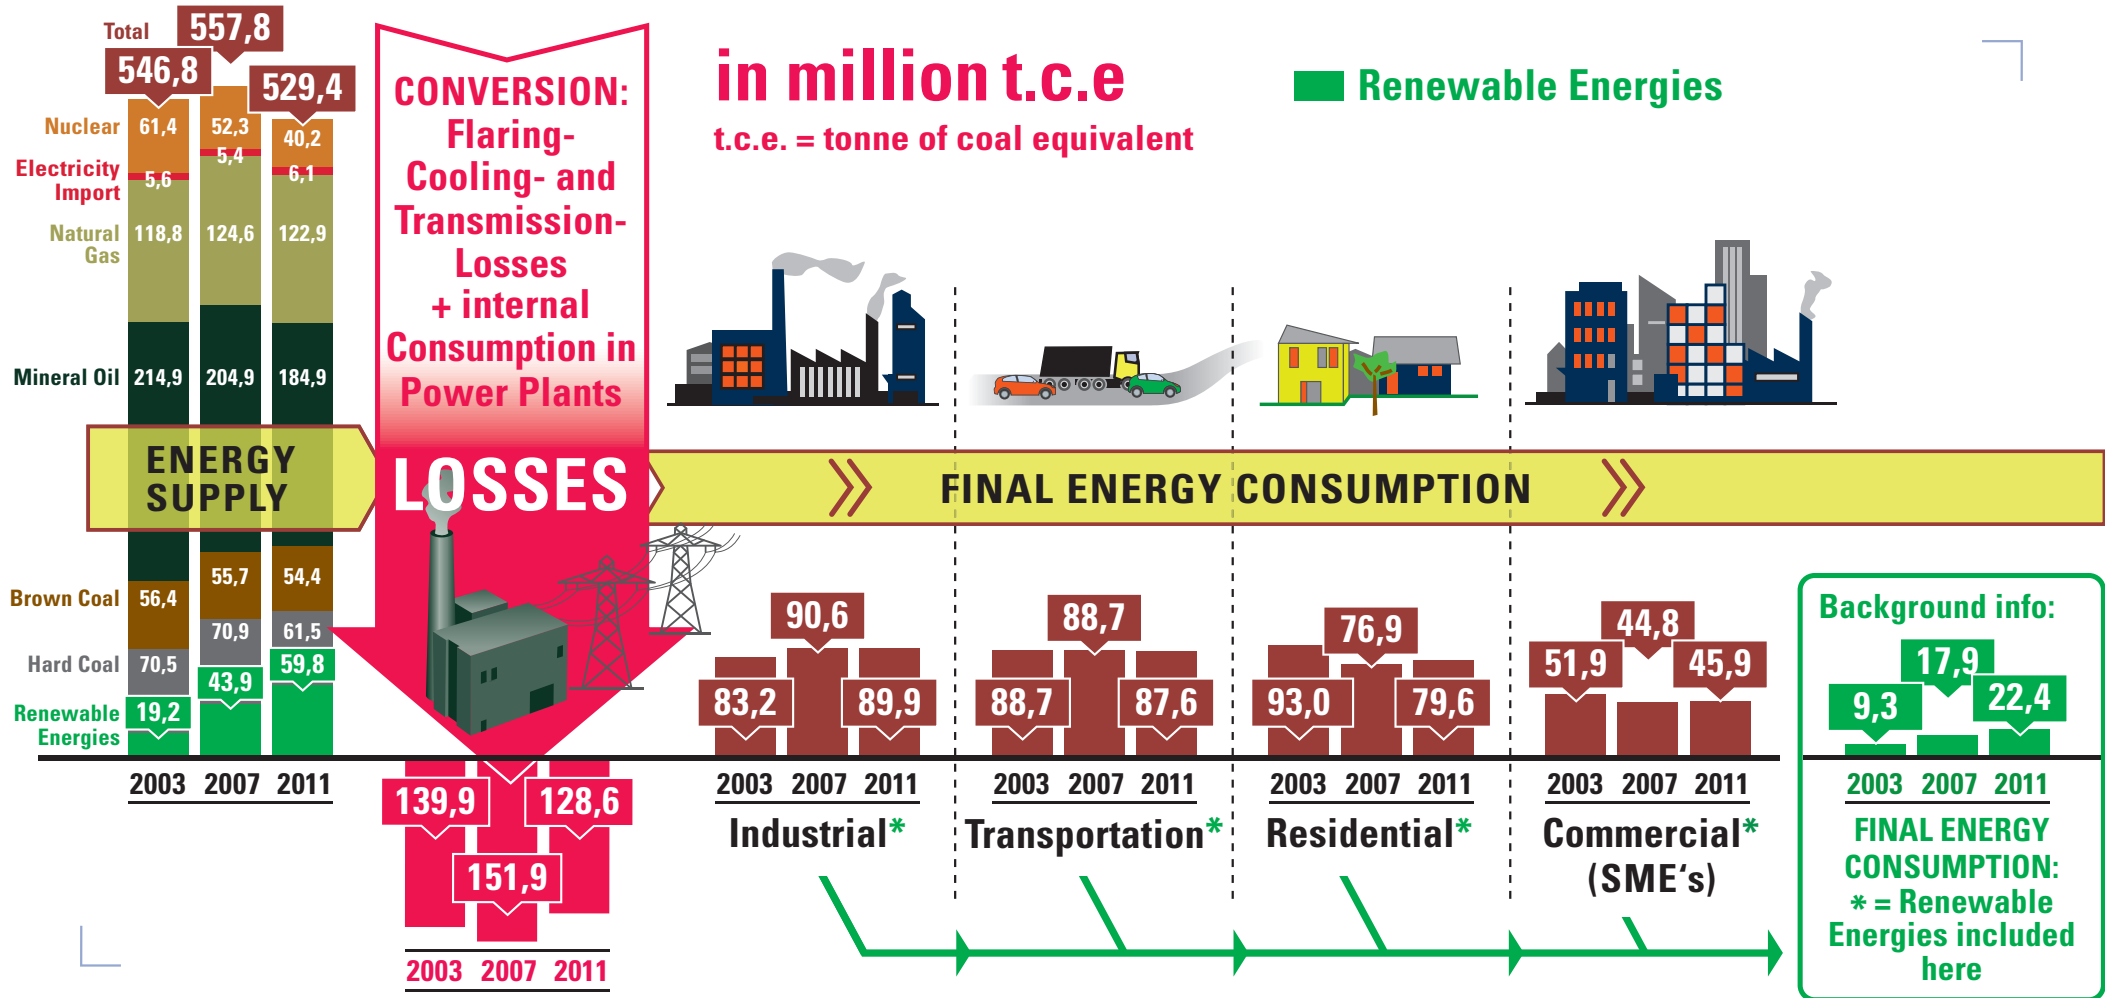 Total
546,8
557,8
529,4
Nuclear
61,4
52,3
40,2
Electricity
Import
5,6
5,4
6,1
Natural
Gas
118,8
124,6
122,9
Mineral Oil
214,9
204,9
184,9
ENERGY
SUPPLY
Brown Coal
56,4
55,7
54,4
Hard Coal
70,5
70,9
61,5
Renewable
Energies
19,2
43,9
59,8
2003 2007 2011
CONVERSION:
Flaring-
Cooling- and
Transmission-
Losses
+ internal
Consumption in
Power Plants
LOSSES
139,9
151,9
128,6
2003 2007 2011
in million t.c.e
t.c.e. = tonne of coal equivalent
Renewable Energies
FINAL ENERGY CONSUMPTION
83,2
90,6
89,9
2003 2007 2011
Industrial*
88,7
88,7
87,6
2003 2007 2011
Transportation*
93,0
76,9
79,6
2003 2007 2011
Residential*
51,9
44,8
45,9
2003 2007 2011
Commercial*
(SME‘s)
Background info:
9,3
17,9
22,4
2003 2007 2011
FINAL ENERGY
CONSUMPTION:
* = Renewable
Energies included
here